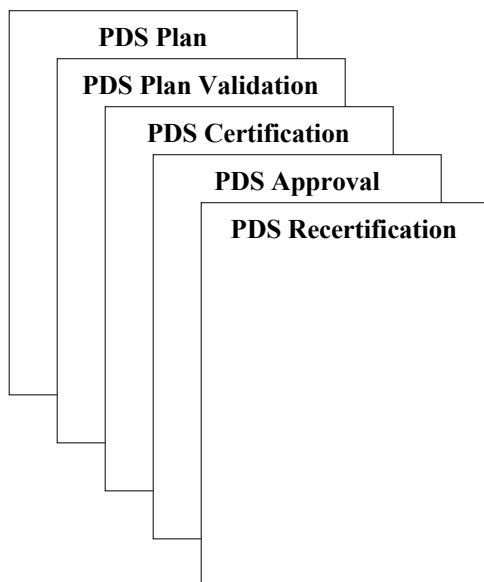 PDS Plan
PDS Plan Validation
PDS Certification
PDS Approval
PDS Recertification